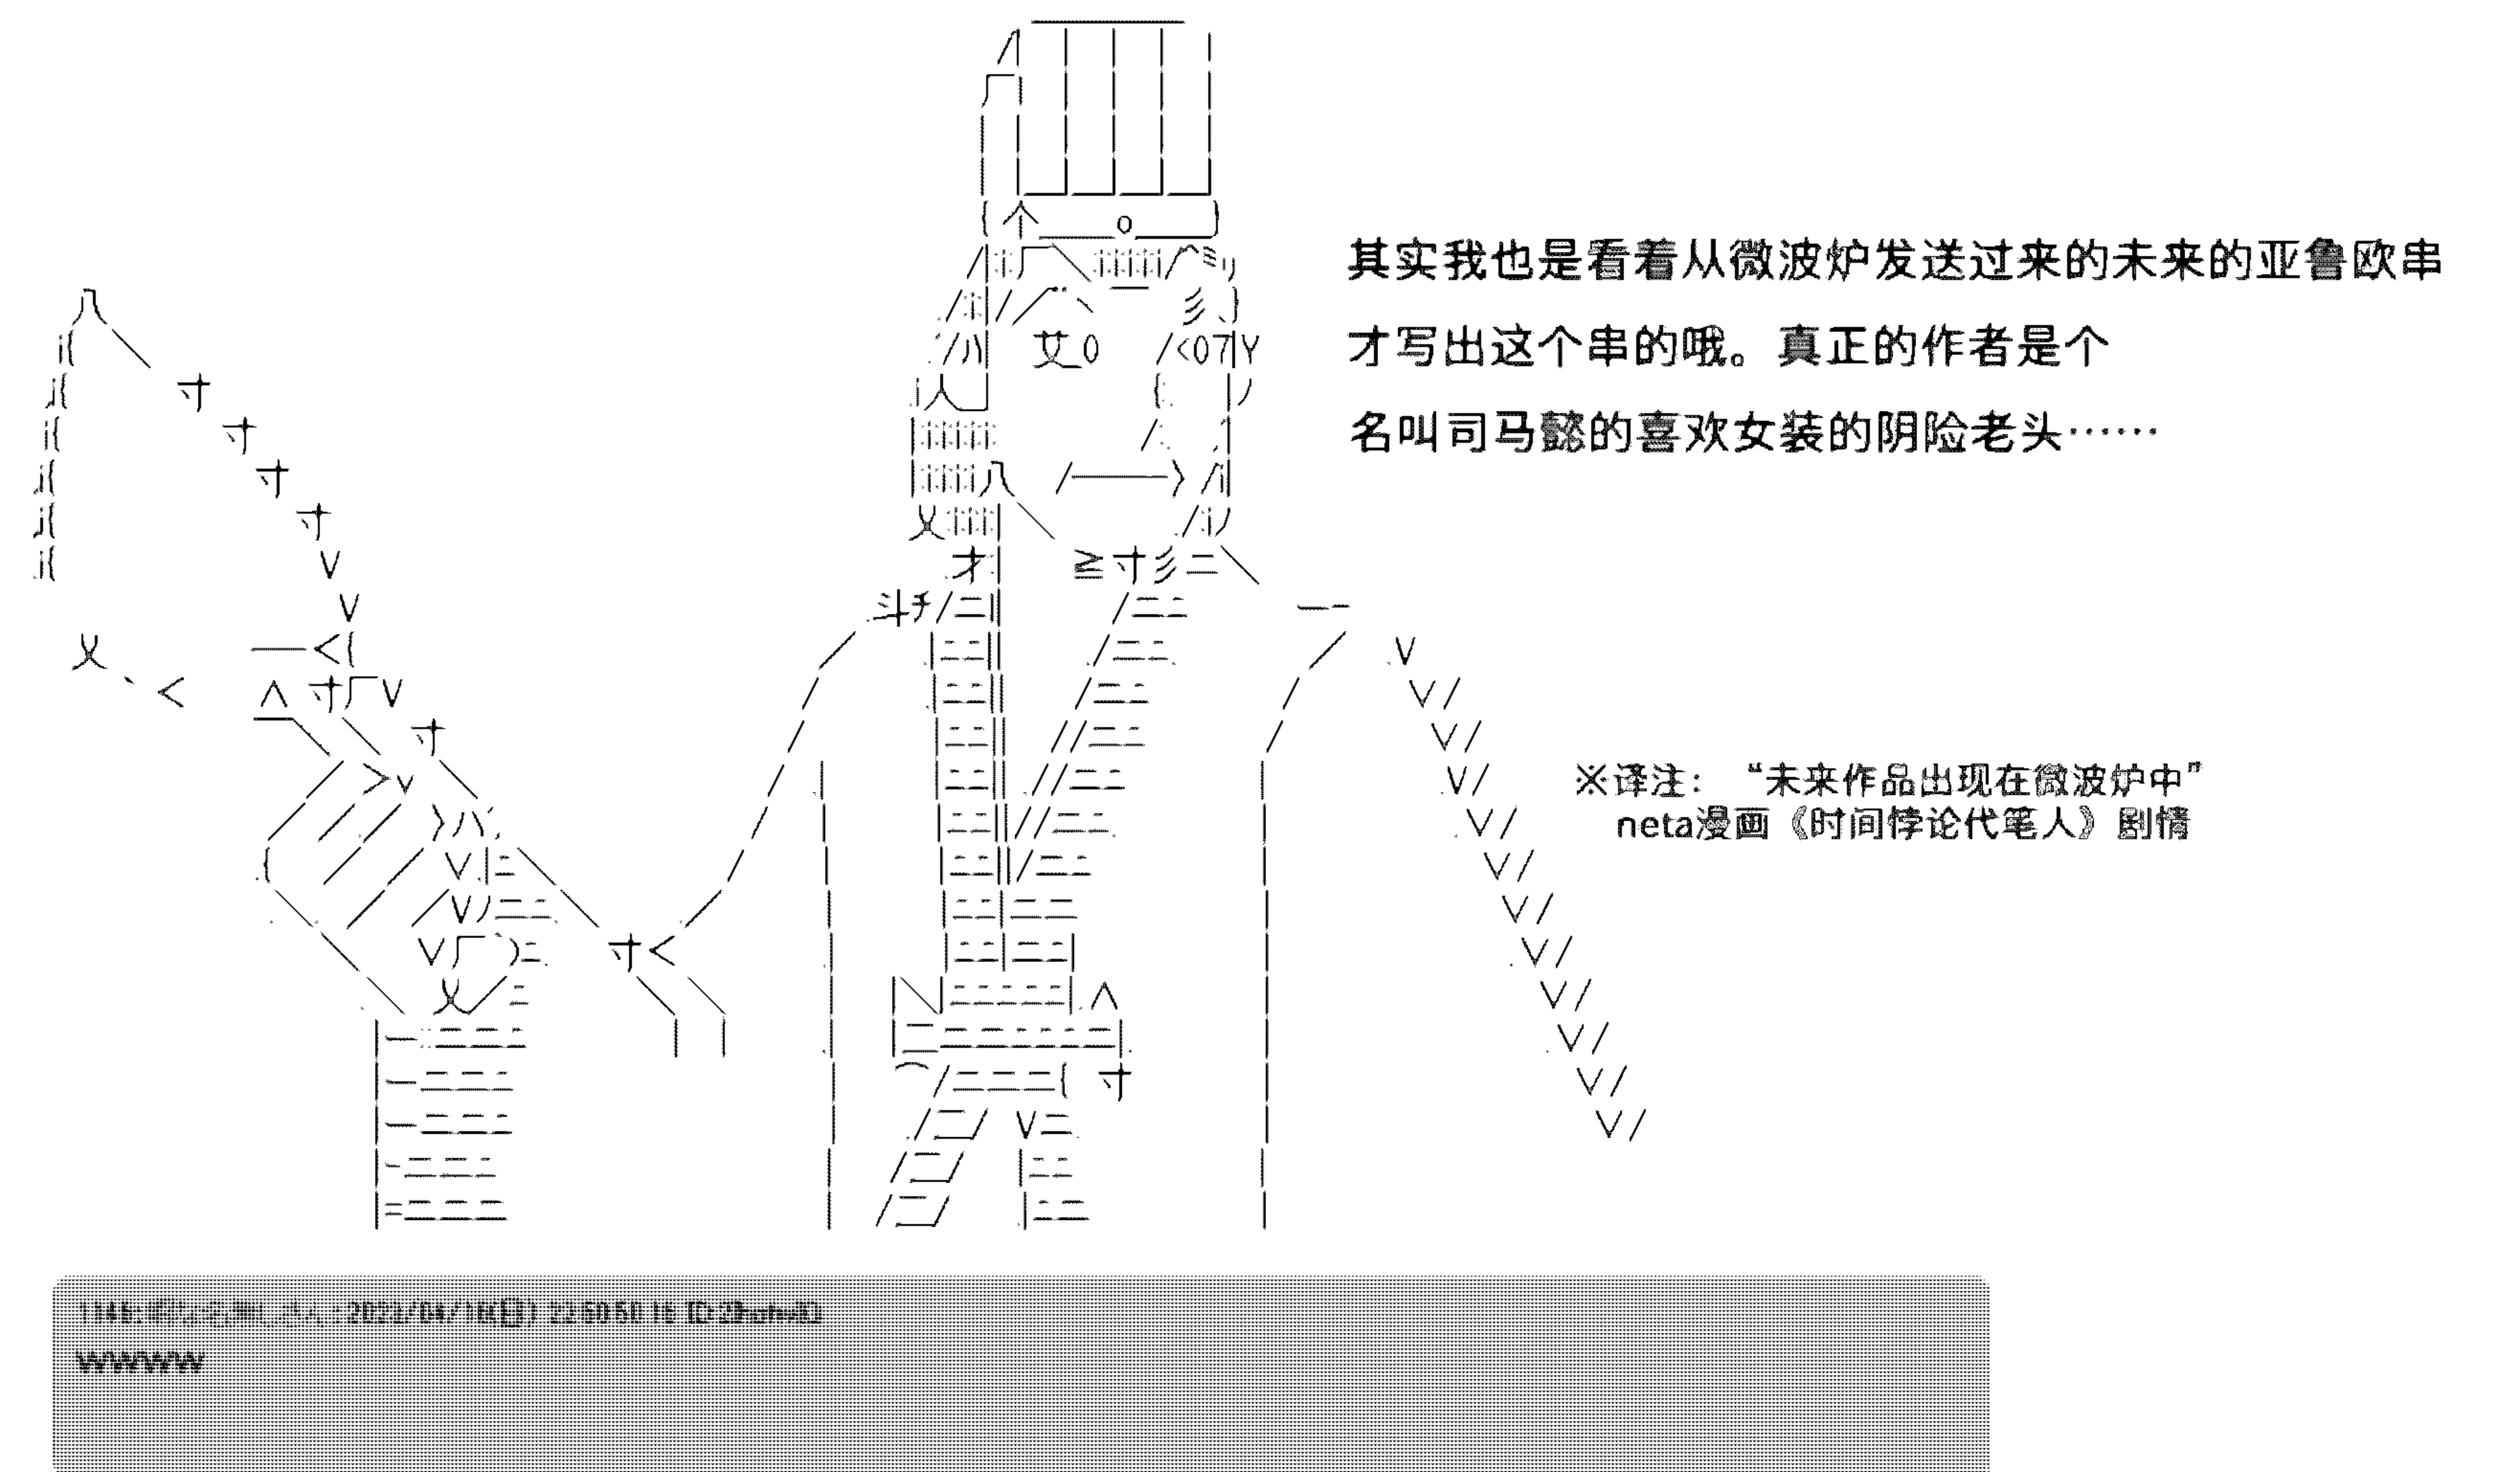 其实我也是看着从微波炉发送过来的未来的亚鲁欧串
才写出这个串的哦。真正的作者是个
名叫司马懿的喜欢女装的阴险老头……
※译注：“未来作品出现在微波炉中”
neta漫画《时间悖论代笔人》剧情
wwww